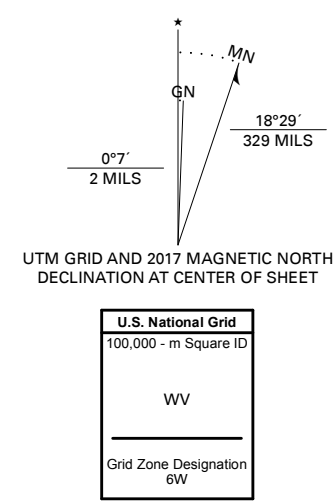 ★
MN
GN
18°29´
329 MILS
0°7´
2 MILS
UTM GRID AND 2017 MAGNETIC NORTH
DECLINATION AT CENTER OF SHEET
U.S. National Grid
100,000 - m Square ID
WV
Grid Zone Designation
6W